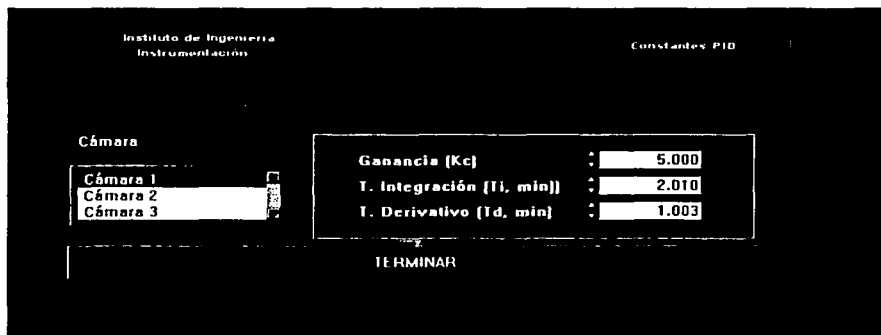 Instituto de Ingeniería
Instrumentación
Constantes PID
Cámara
Cámara 1
Cámara 2
Cámara 3
Ganancia (Kc) 5.000
T. Integración (Ti, min)) 2.010
T. Derivativo (Td, min) 1.003
TERMINAR